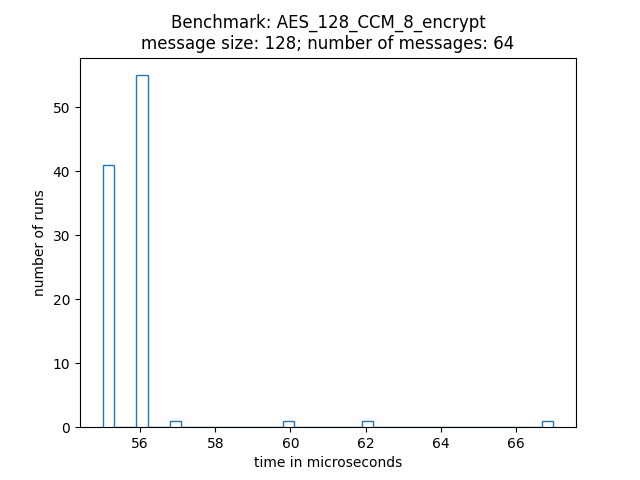 Benchmark: AES_128_CCM_8_encrypt
message size: 128; number of messages: 64
50
40
30
20
10
0
number of runs
56 58 60 62 64 66
time in microseconds